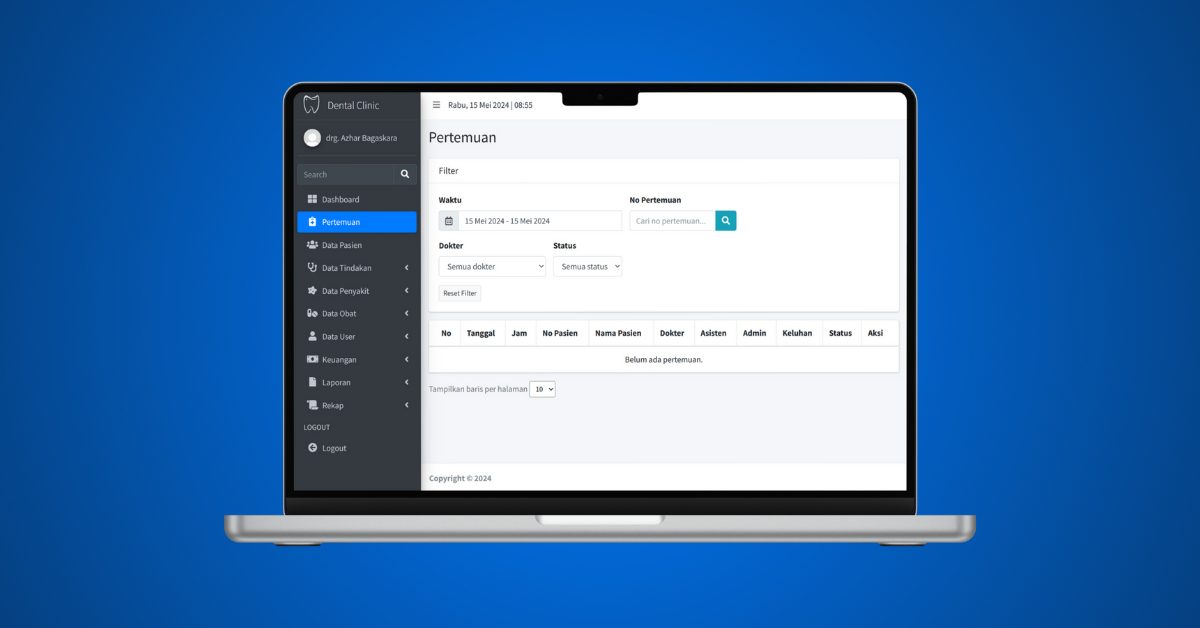 Dental Clinic
drg. Azhar Bagaskara
Search
Dashboard
Pertemuan
Data Pasien
Data Tindakan
Data Penyakit
Data Obat
Data User
Keuangan
Laporan
Rekap
LOGOUT
Logout
Rabu, 15 Mei 2024 | 08:55
Pertemuan
Filter
Waktu No Pertemuan
15 Mei 2024 - 15 Mei 2024 Cari no pertemuan...
Dokter Status
Semua dokter Semua status
Reset Filter
No Tanggal Jam No Pasien Nama Pasien Dokter Asisten Admin Keluhan Status Aksi
Belum ada pertemuan.
Tampilkan baris per halaman 10
Copyright © 2024